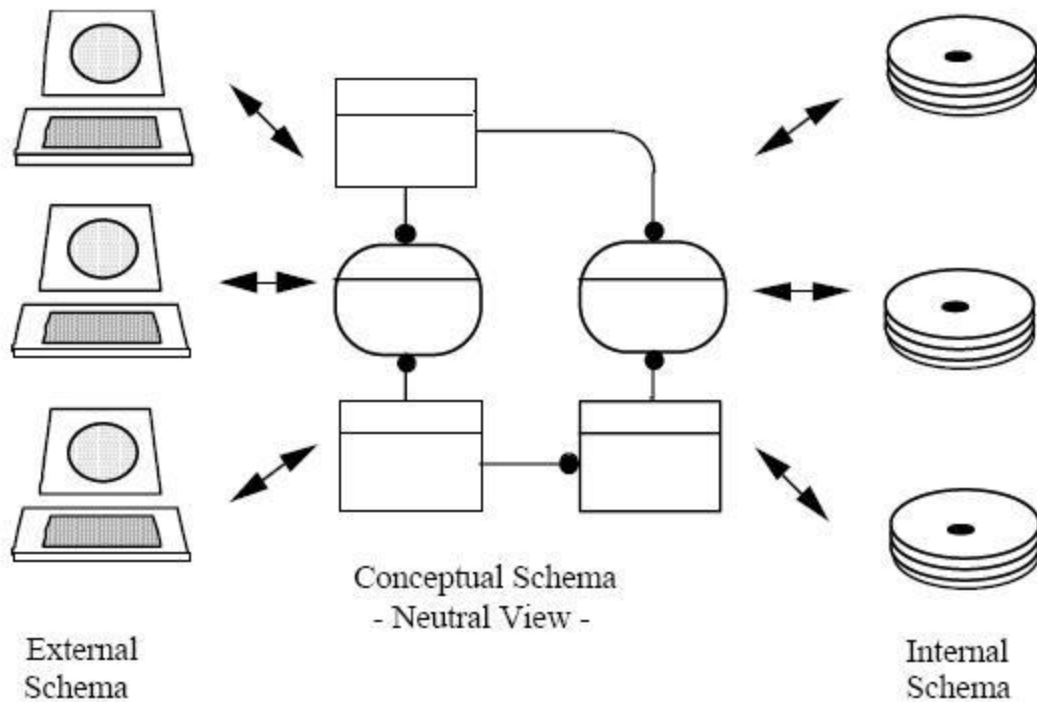 Conceptual Schema
- Neutral View -
External
Schema
Internal
Schema